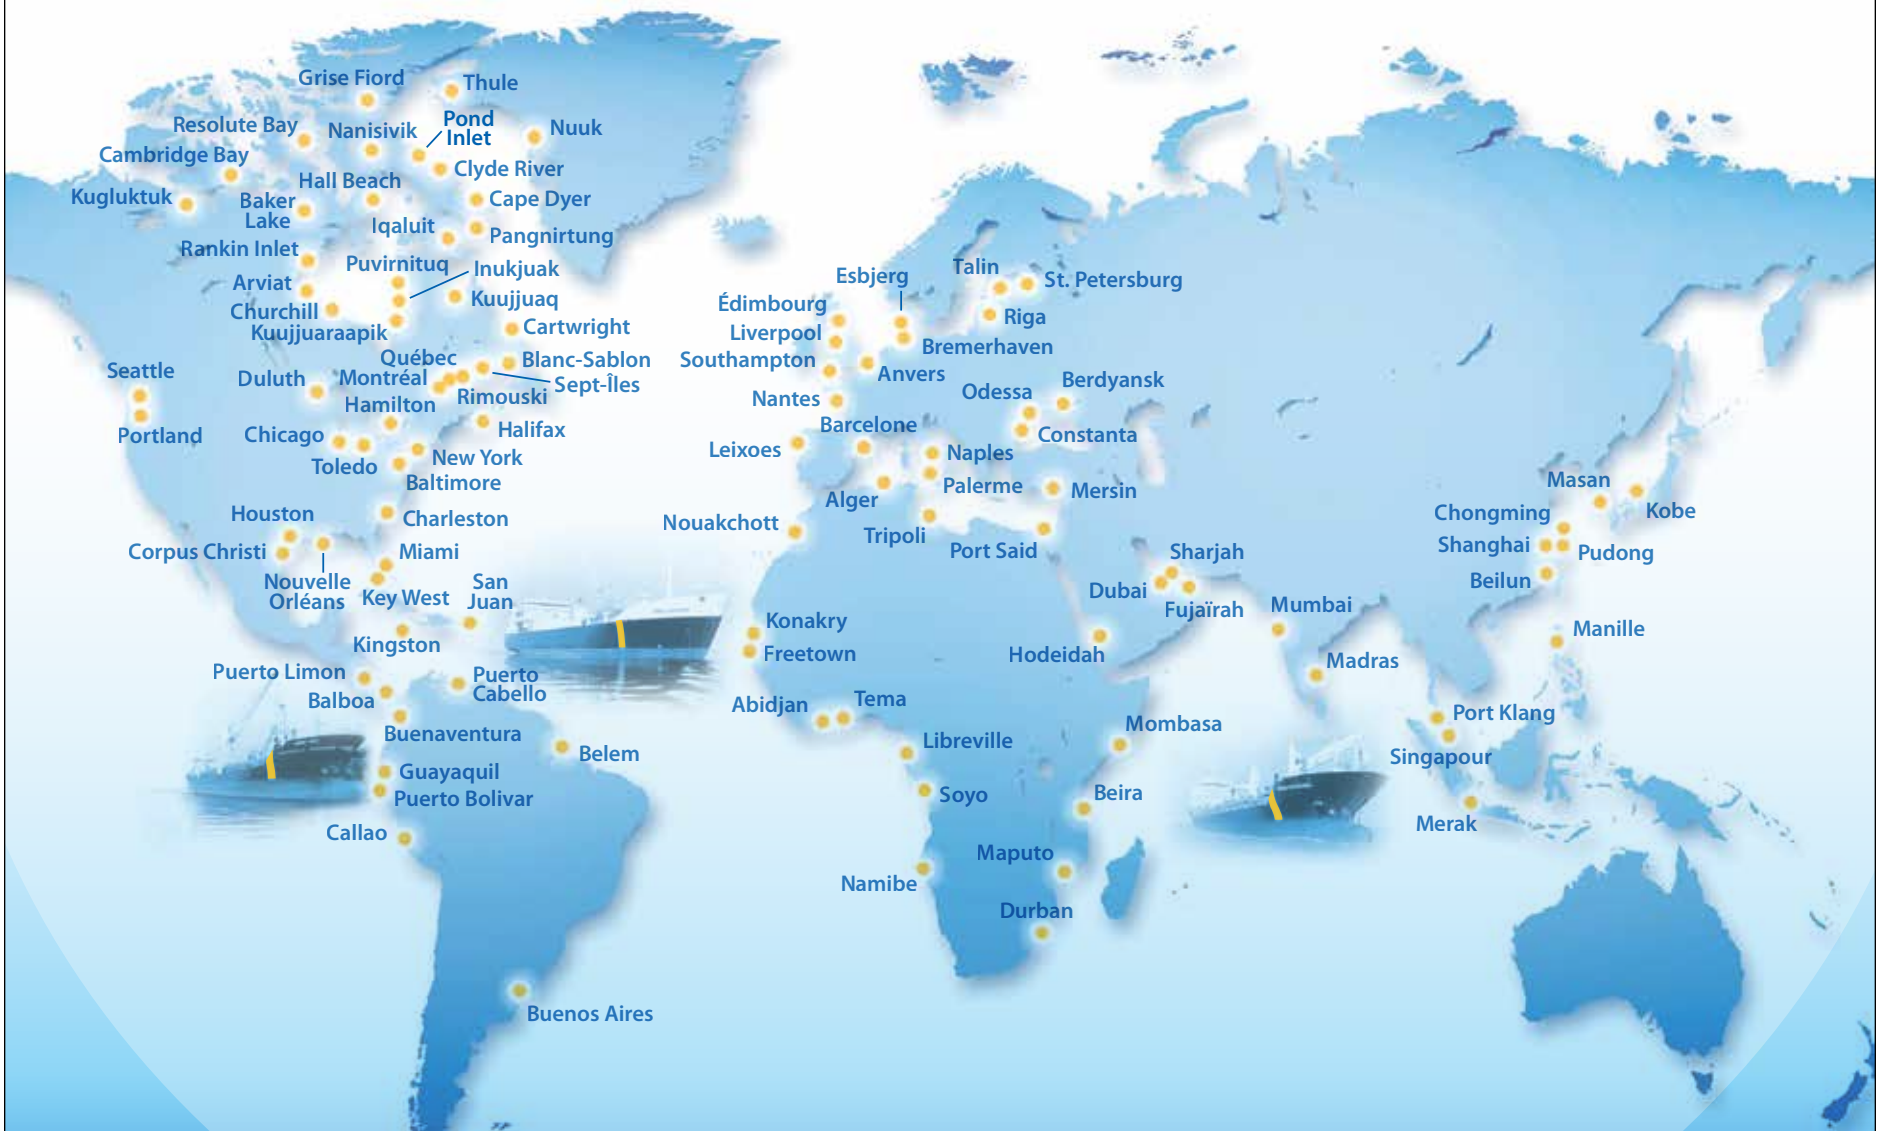 Grise Fiord
Thule
Pond
Inlet
Resolute Bay
Nanisivik
Nuuk
Cambridge Bay
Clyde River
Hall Beach
Kugluktuk
Baker
Lake
Cape Dyer
Iqaluit
Pangnirtung
Rankin Inlet
Puvirnituq
Inukjuak
Arviat
Kuujjuaq
Churchill
Kuujjuaraapik
Cartwright
Québec
Blanc-Sablon
Seattle
Duluth
Montréal
Sept-Îles
Rimouski
Hamilton
Portland
Chicago
Halifax
Toledo
New York
Baltimore
Houston
Charleston
Corpus Christi
Miami
Nouvelle
Orléans
Key West
San
Juan
Kingston
Puerto Limon
Puerto
Cabello
Balboa
Buenaventura
Belem
Guayaquil
Puerto Bolivar
Callao
Buenos Aires
Esbjerg
Talin
St. Petersburg
Édimbourg
Riga
Liverpool
Bremerhaven
Southampton
Anvers
Berdyansk
Nantes
Odessa
Barcelone
Constanta
Leixoes
Naples
Palerme
Mersin
Alger
Nouakchott
Tripoli
Port Said
Sharjah
Dubai
Fujaïrah
Mumbai
Konakry
Freetown
Hodeidah
Madras
Abidjan
Tema
Mombasa
Libreville
Soyo
Beira
Maputo
Namibe
Durban
Masan
Kobe
Chongming
Shanghai
Pudong
Beilun
Manille
Port Klang
Singapour
Merak